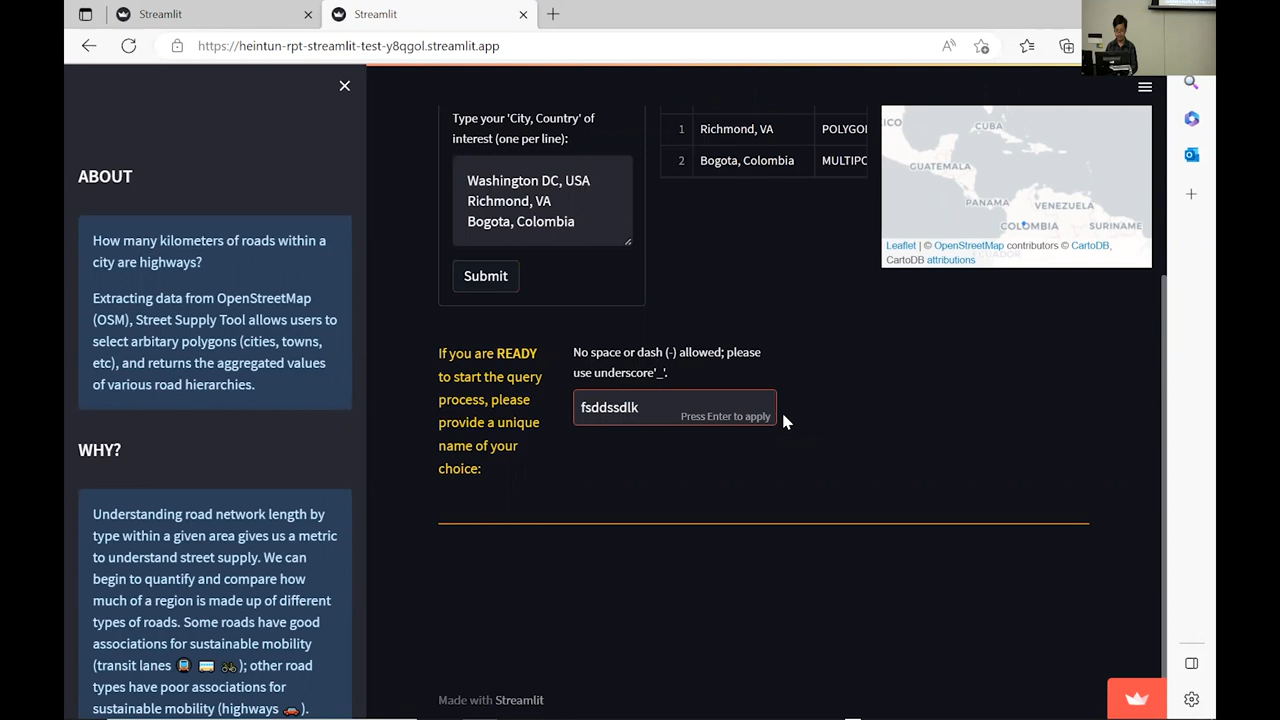 Streamlit
Streamlit
https://heintun-rpt-streamlit-test-y8qgol.streamlit.app
ABOUT
How many kilometers of roads within a
city are highways?
Extracting data from OpenStreetMap
(OSM), Street Supply Tool allows users to
select arbitary polygons (cities, towns,
etc), and returns the aggregated values
of various road hierarchies.
WHY?
Understanding road network length by
type within a given area gives us a metric
to understand street supply. We can
begin to quantify and compare how
much of a region is made up of different
types of roads. Some roads have good
associations for sustainable mobility
(transit lanes 🚆 🚌 🚲); other road
types have poor associations for
sustainable mobility (highways 🚗).
Type your 'City, Country' of
interest (one per line):
Washington DC, USA
Richmond, VA
Bogota, Colombia
Submit
1 Richmond, VA POLYGO
2 Bogota, Colombia MULTIPO
ICO
CUBA
GUATEMALA
PANAMA
VENEZUELA
COLOMBIA
SURINAME
ECUADOR
Leaflet | © OpenStreetMap contributors © CartoDB,
CartoDB attributions
If you are READY
to start the query
process, please
provide a unique
name of your
choice:
No space or dash (-) allowed; please
use underscore'_'.
fsddssdlk
Press Enter to apply
Made with Streamlit